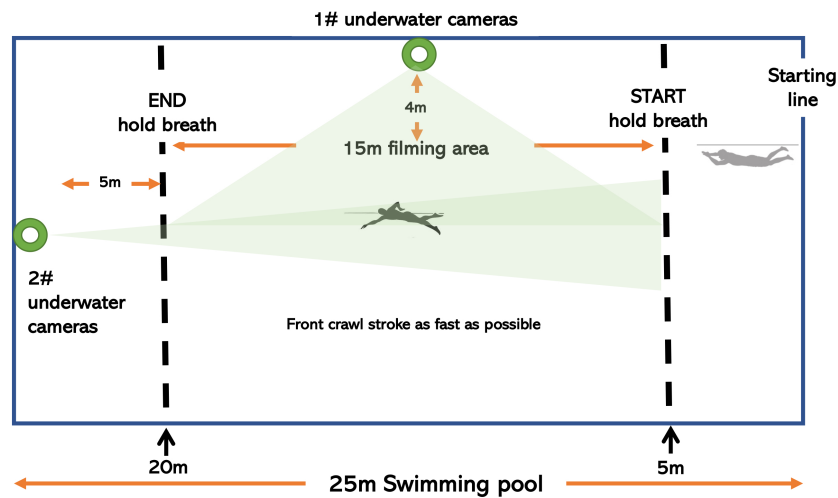 1# underwater cameras
Starting
line
END
hold breath
4m
START
hold breath
15m filming area
5m
2#
underwater
cameras
Front crawl stroke as fast as possible
20m
5m
25m Swimming pool